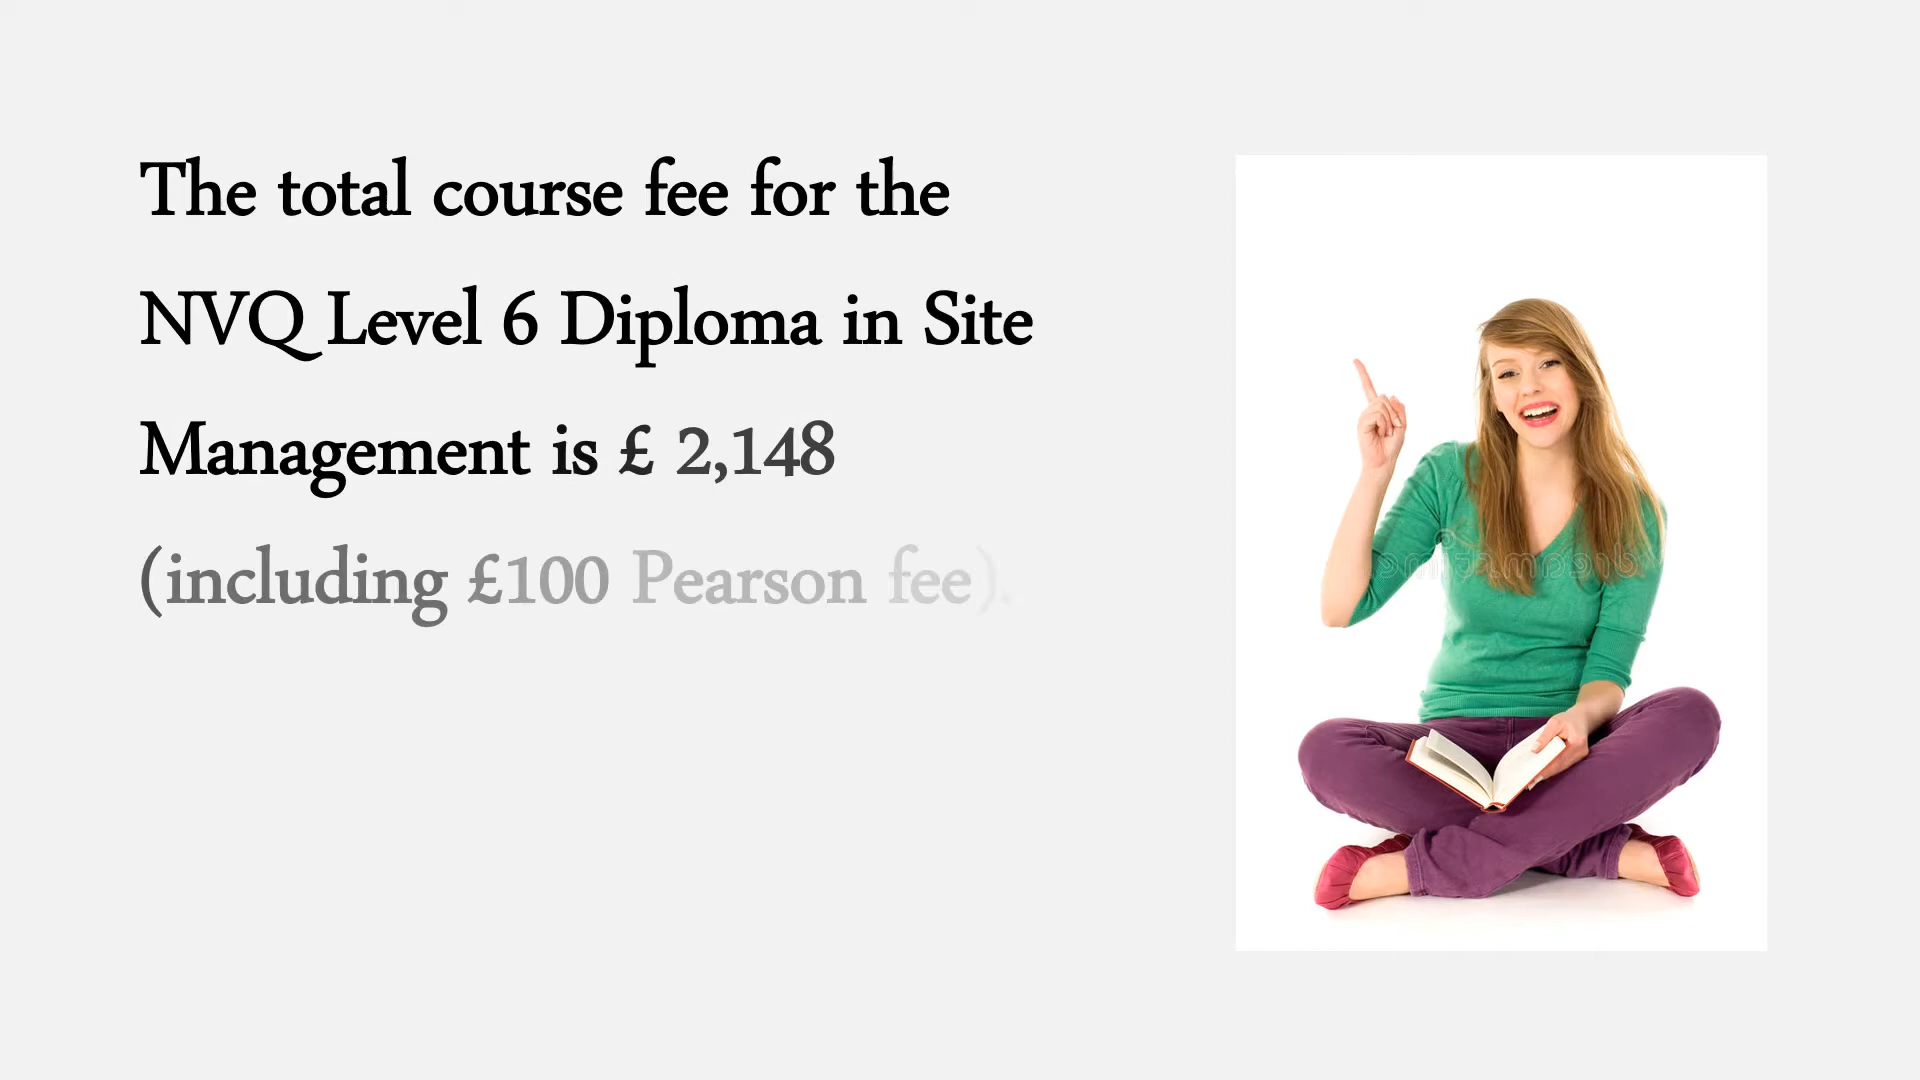 The total course fee for the
NVQ Level 6 Diploma in Site
Management is £ 2,148
(including £100 Pearson fee).